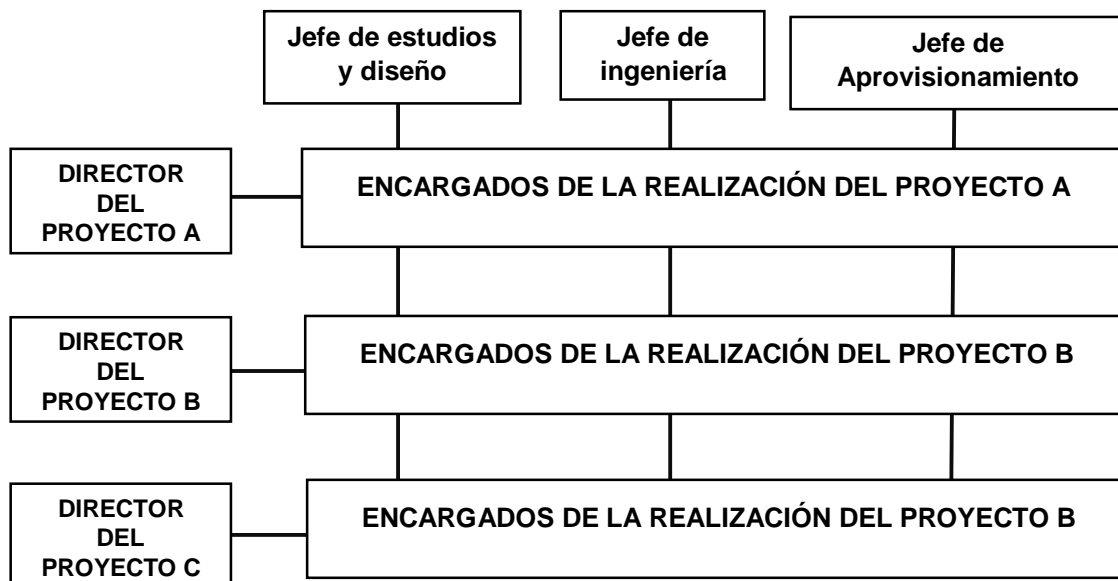 Jefe de estudios
y diseño
Jefe de
ingeniería
Jefe de
Aprovisionamiento
DIRECTOR
DEL
PROYECTO A
ENCARGADOS DE LA REALIZACIÓN DEL PROYECTO A
DIRECTOR
DEL
PROYECTO B
ENCARGADOS DE LA REALIZACIÓN DEL PROYECTO B
DIRECTOR
DEL
PROYECTO C
ENCARGADOS DE LA REALIZACIÓN DEL PROYECTO B